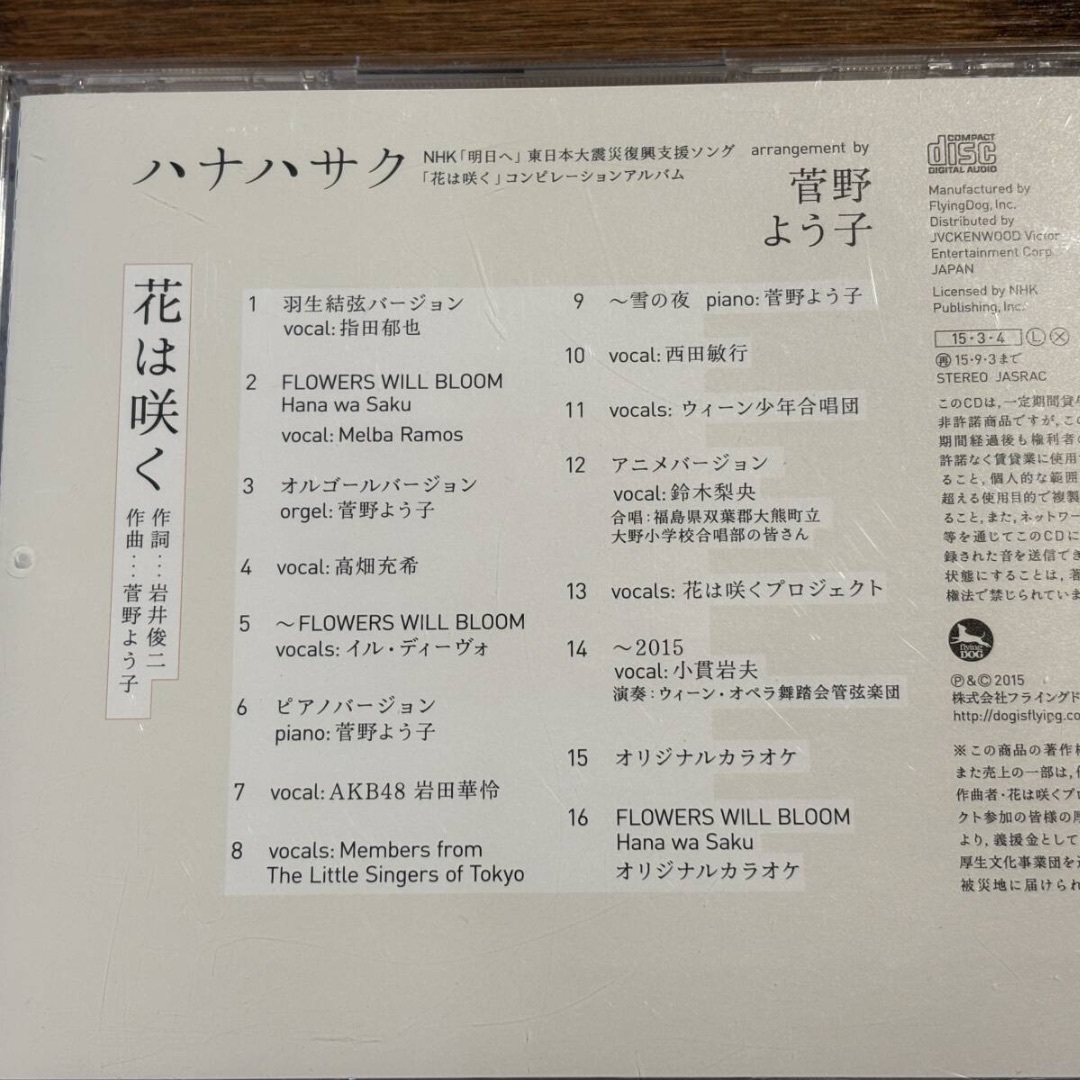 ハナハサク
NHK「明日へ」東日本大震災復興支援ソング
「花は咲く」コンピレーションアルバム
arrangement by
菅野
よう子
花は咲く
作詞…岩井俊二
作曲…菅野よう子
1 羽生結弦バージョン
vocal: 指田郁也
2 FLOWERS WILL BLOOM
Hana wa Saku
vocal: Melba Ramos
3 オルゴールバージョン
orgel: 菅野よう子
4 vocal: 高畑充希
5 〜FLOWERS WILL BLOOM
vocals: イル・ディーヴォ
6 ピアノバージョン
piano: 菅野よう子
7 vocal: AKB48 岩田華怜
8 vocals: Members from
The Little Singers of Tokyo
9 〜雪の夜 piano: 菅野よう子
10 vocal: 西田敏行
11 vocals: ウィーン少年合唱団
12 アニメバージョン
vocal: 鈴木梨央
合唱:福島県双葉郡大熊町立
大野小学校合唱部の皆さん
13 vocals: 花は咲くプロジェクト
14 〜2015
vocal: 小貫岩夫
演奏:ウィーン・オペラ舞踏会管弦楽団
15 オリジナルカラオケ
16 FLOWERS WILL BLOOM
Hana wa Saku
オリジナルカラオケ
COMPACT
disc
DIGITAL AUDIO
Manufactured by
FlyingDog, Inc.
Distributed by
JVCKENWOOD Victor
Entertainment Corp.
JAPAN
Licensed by NHK
Publishing, Inc.
15・3・4 Ⓛ Ⓧ
再 15・9・3まで
STEREO JASRAC
このCDは、一定期間貸与
非許諾商品ですが、この
期間経過後も権利者の
許諾なく賃貸業に使用す
ること、個人的な範囲
超える使用目的で複製
ること、また、ネットワー
等を通じてこのCDに
録された音を送信でき
状態にすることは、著
権法で禁じられていま
flying
DOG
Ⓟ&Ⓒ2015
株式会社フライングド
http://dogisflying.co
※この商品の著作権
また売上の一部は、
作曲者・花は咲くプロ
クト参加の皆様の厚
より、義援金として
厚生文化事業団を
被災地に届けられ